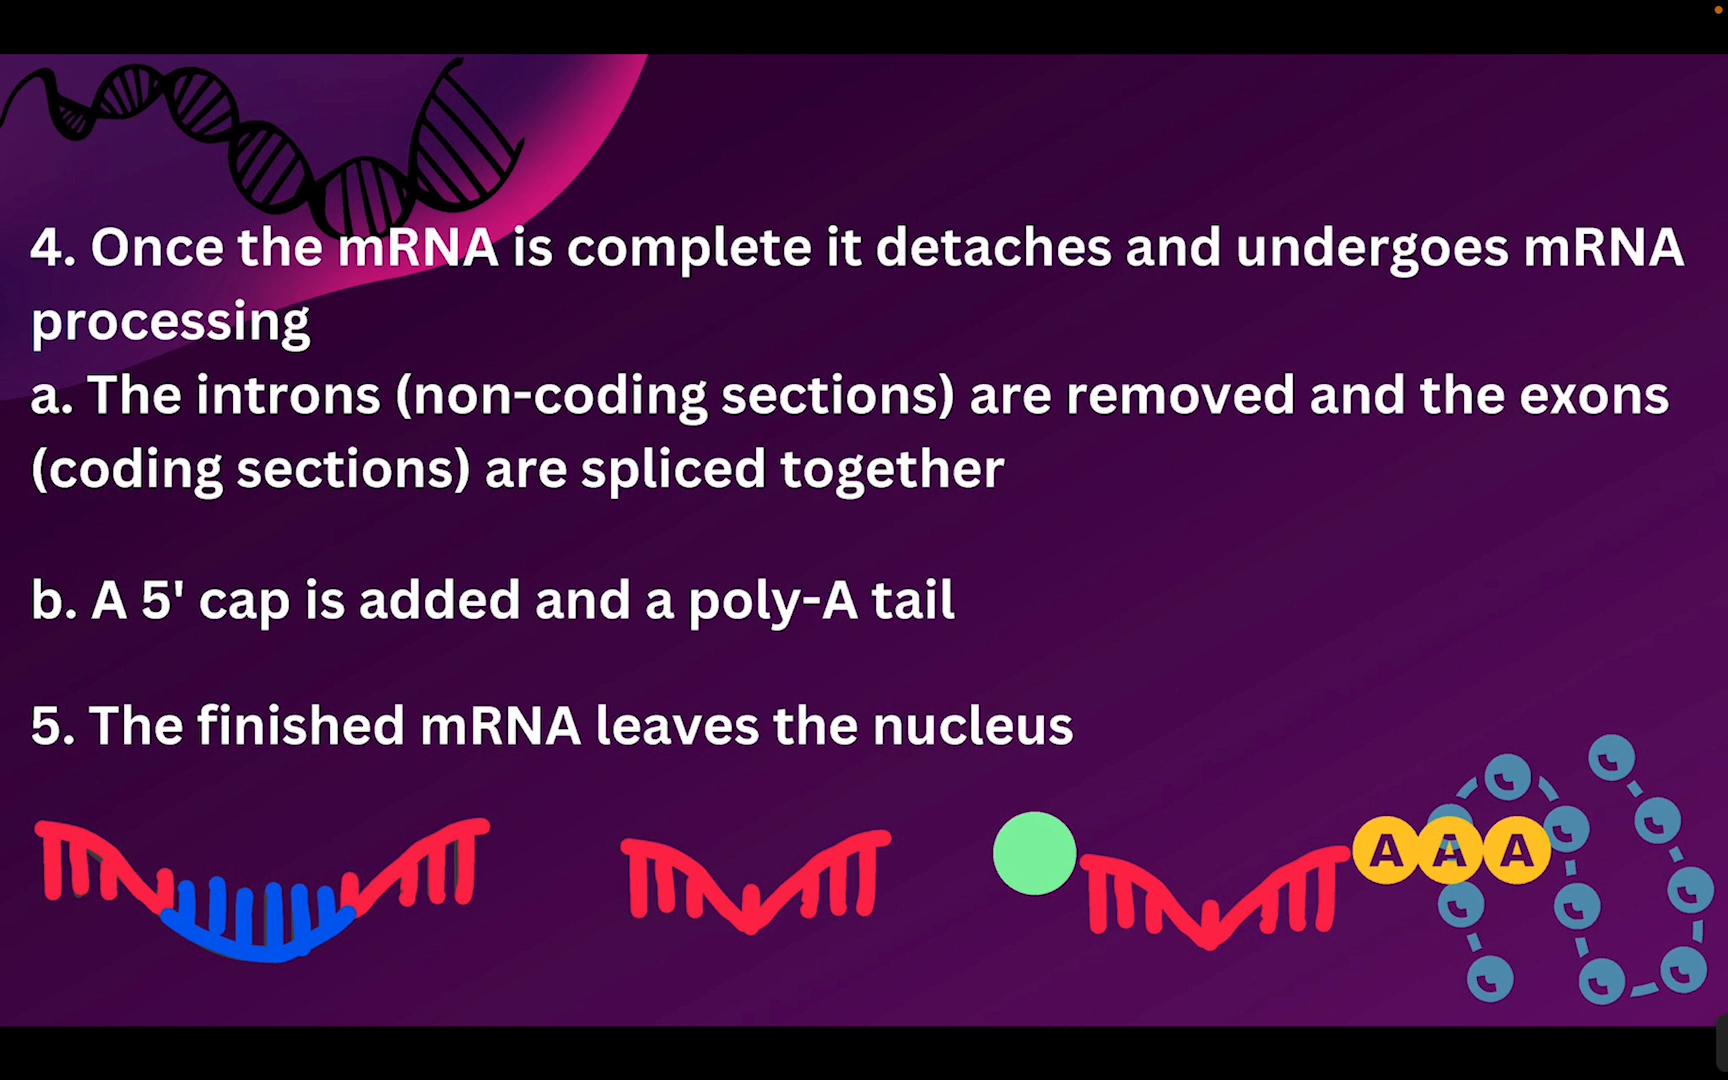 4. Once the mRNA is complete it detaches and undergoes mRNA
processing
a. The introns (non-coding sections) are removed and the exons
(coding sections) are spliced together
b. A 5' cap is added and a poly-A tail
5. The finished mRNA leaves the nucleus
A A A